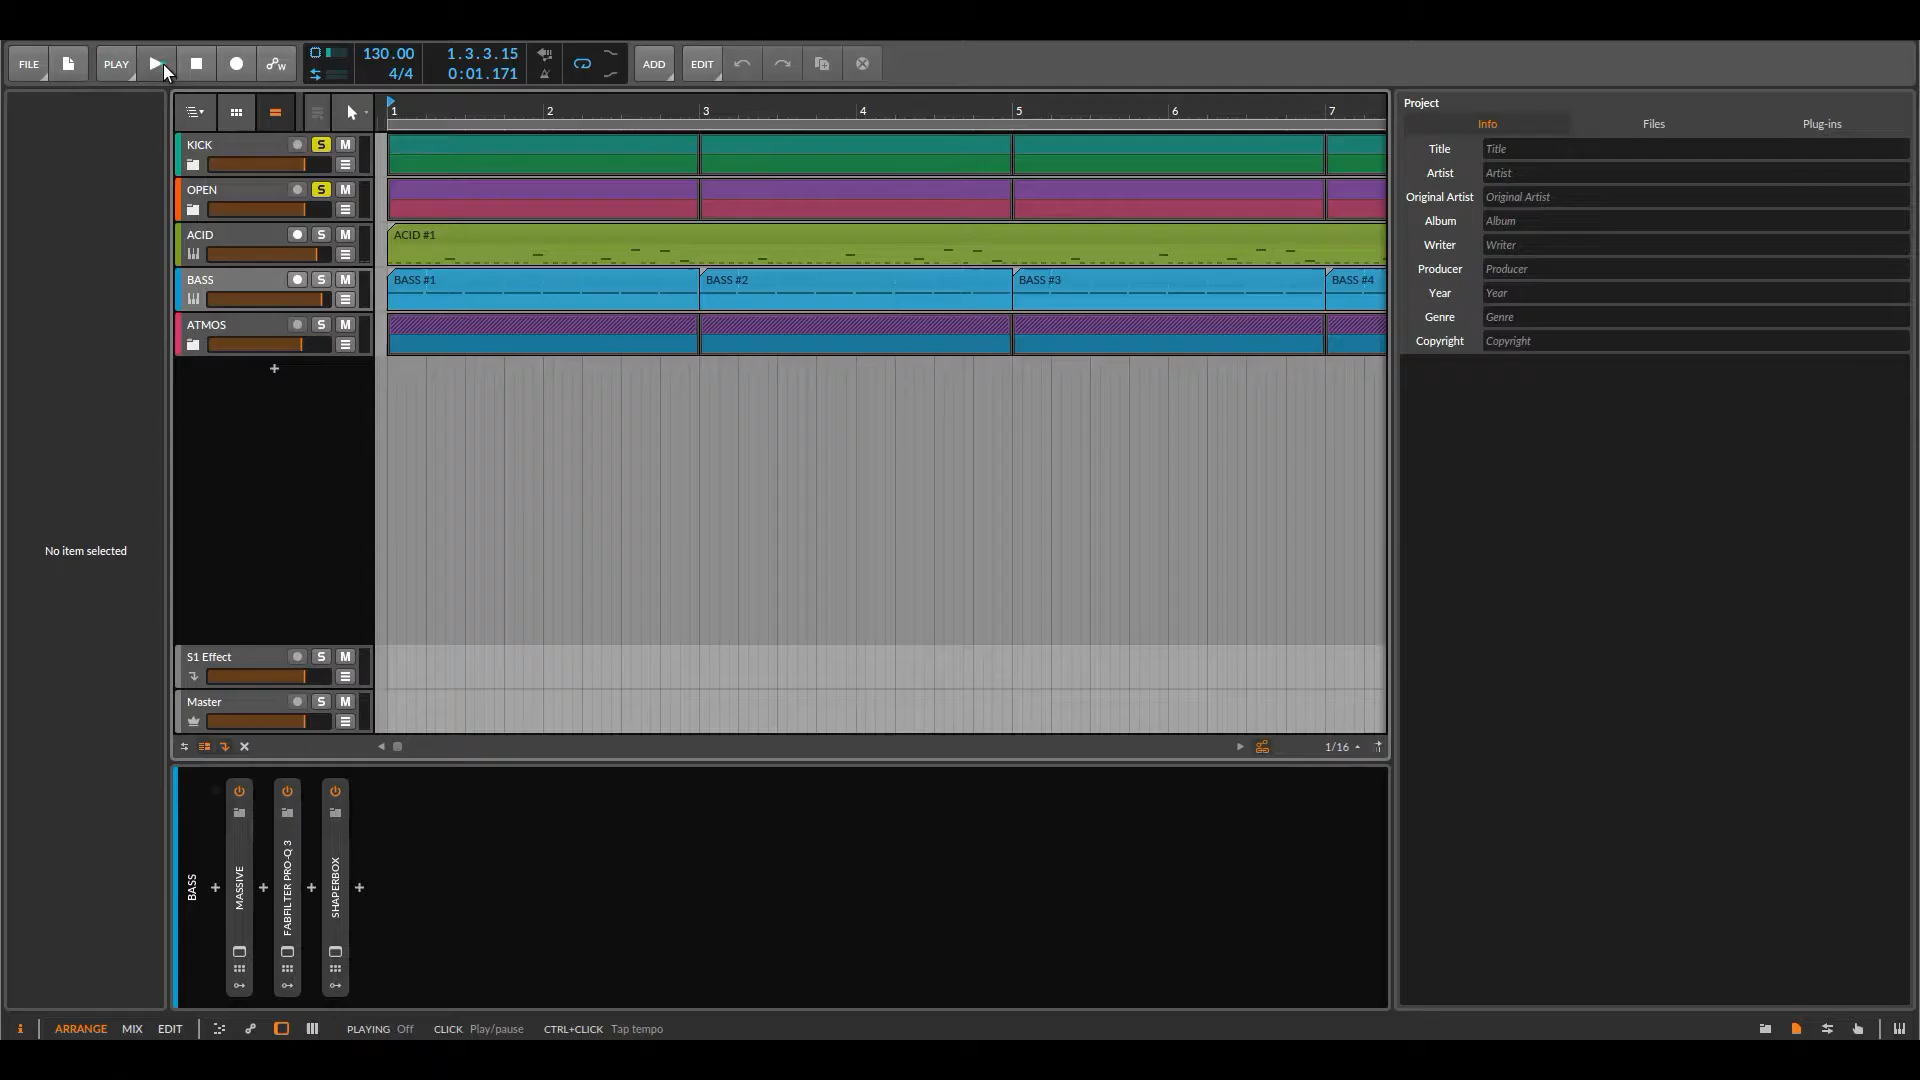 FILE PLAY 130.00 1.3.3.15 ADD EDIT
4/4 0:01.171
1 2 3 4 5 6 7
KICK S M
OPEN S M
ACID S M ACID #1
BASS S M BASS #1 BASS #2 BASS #3 BASS #4
ATMOS S M
No item selected
S1 Effect S M
Master S M
1/16
BASS
MASSIVE
FABFILTER PRO-Q 3
SHAPERBOX
Project
Info Files Plug-ins
Title Title
Artist Artist
Original Artist Original Artist
Album Album
Writer Writer
Producer Producer
Year Year
Genre Genre
Copyright Copyright
i ARRANGE MIX EDIT PLAYING Off CLICK Play/pause CTRL+CLICK Tap tempo